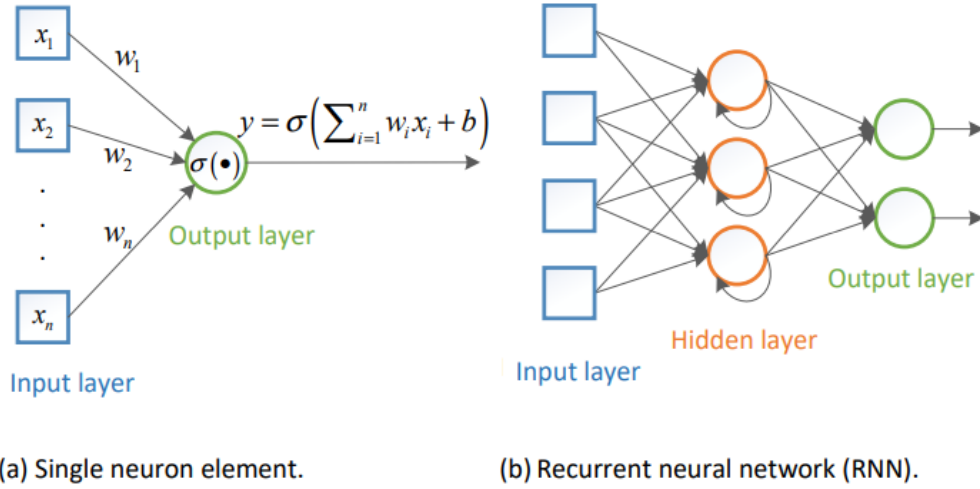 x₁
w₁
x₂
w₂
σ(•)
y = σ(∑ⁿᵢ₌₁ wᵢxᵢ + b)
.
.
.
wₙ
Output layer
xₙ
Input layer
(a) Single neuron element.
Output layer
Hidden layer
Input layer
(b) Recurrent neural network (RNN).